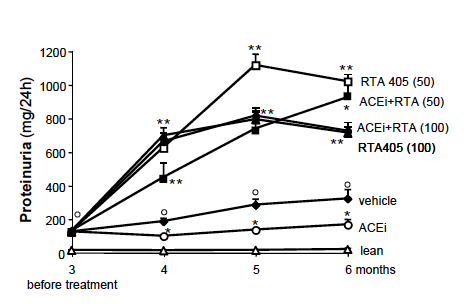 1200
1000
800
600
400
200
0
Proteinuria (mg/24h)
**
**
RTA 405 (50)
ACEi+RTA (50)
*
**
**
ACEi+RTA (100)
**
RTA405 (100)
**
vehicle
*
*
*
ACEi
lean
3 4 5 6 months
before treatment